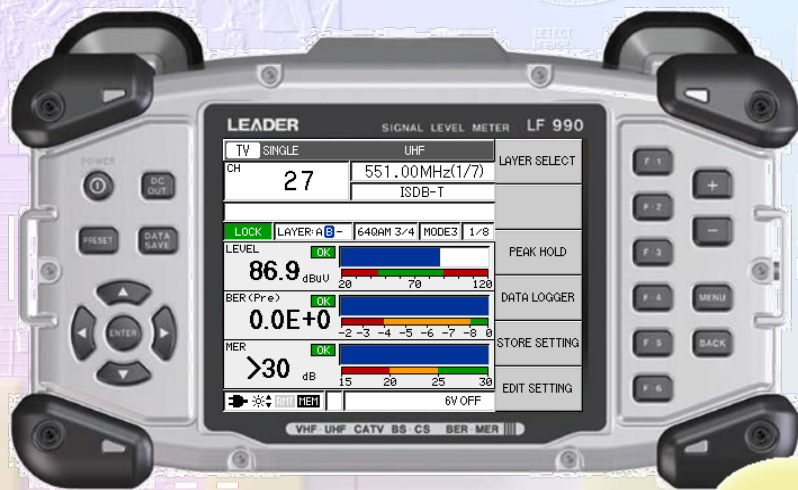 LEADER SIGNAL LEVEL METER LF 990
POWER
DC OUT
PRESET
DATA SAVE
ENTER
TV SINGLE UHF
CH 27 551.00MHz(1/7)
ISDB-T
LOCK LAYER:AB- 64QAM 3/4 MODE3 1/8
LEVEL OK
86.9 dBuV
20 70 120
BER(Pre) OK
0.0E+0
-2 -3 -4 -5 -6 -7 -8 0
MER OK
>30 dB
15 20 25 30
RMT MEM 6V OFF
LAYER SELECT
PEAK HOLD
DATA LOGGER
STORE SETTING
EDIT SETTING
F·1
F·2
F·3
F·4
F·5
F·6
+
-
MENU
BACK
VHF·UHF CATV BS·CS BER·MER